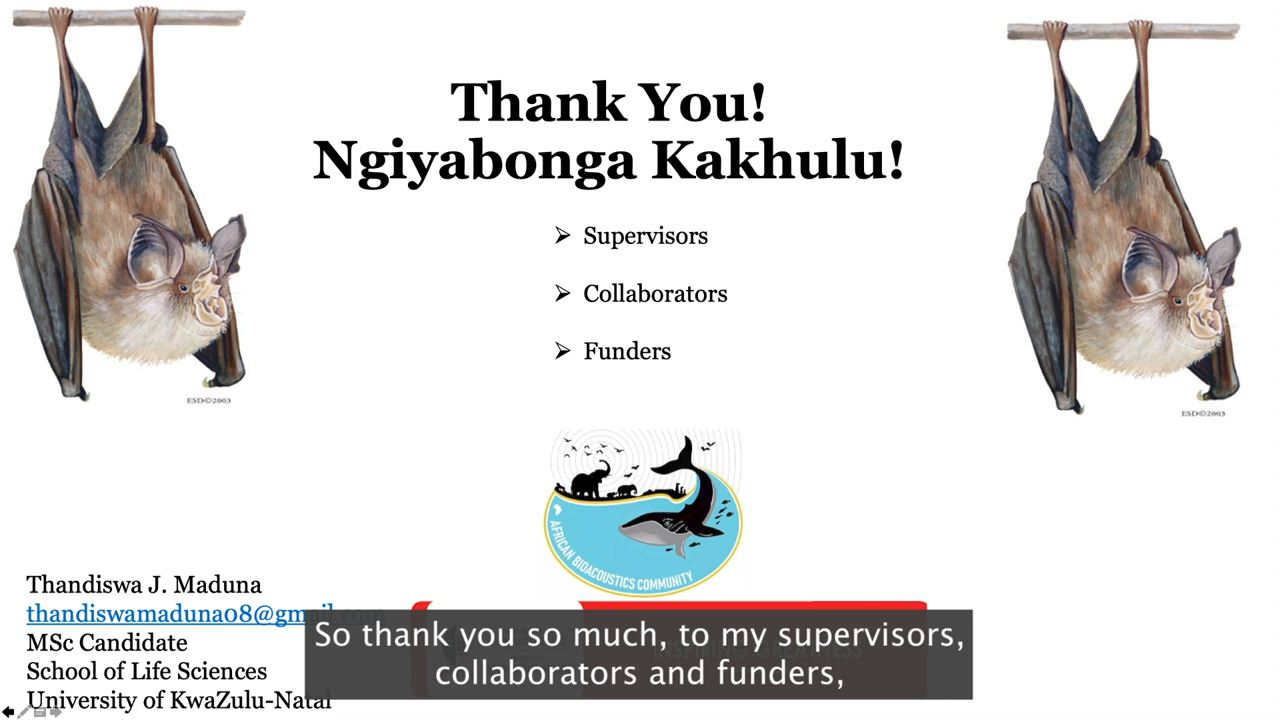 Thank You!
Ngiyabonga Kakhulu!
Supervisors
Collaborators
Funders
ESD©2003
ESD©2003
AFRICAN BIOACOUSTICS COMMUNITY
Thandiswa J. Maduna
thandiswamaduna08@gmail.com
MSc Candidate
School of Life Sciences
University of KwaZulu-Natal
So thank you so much, to my supervisors,
collaborators and funders,